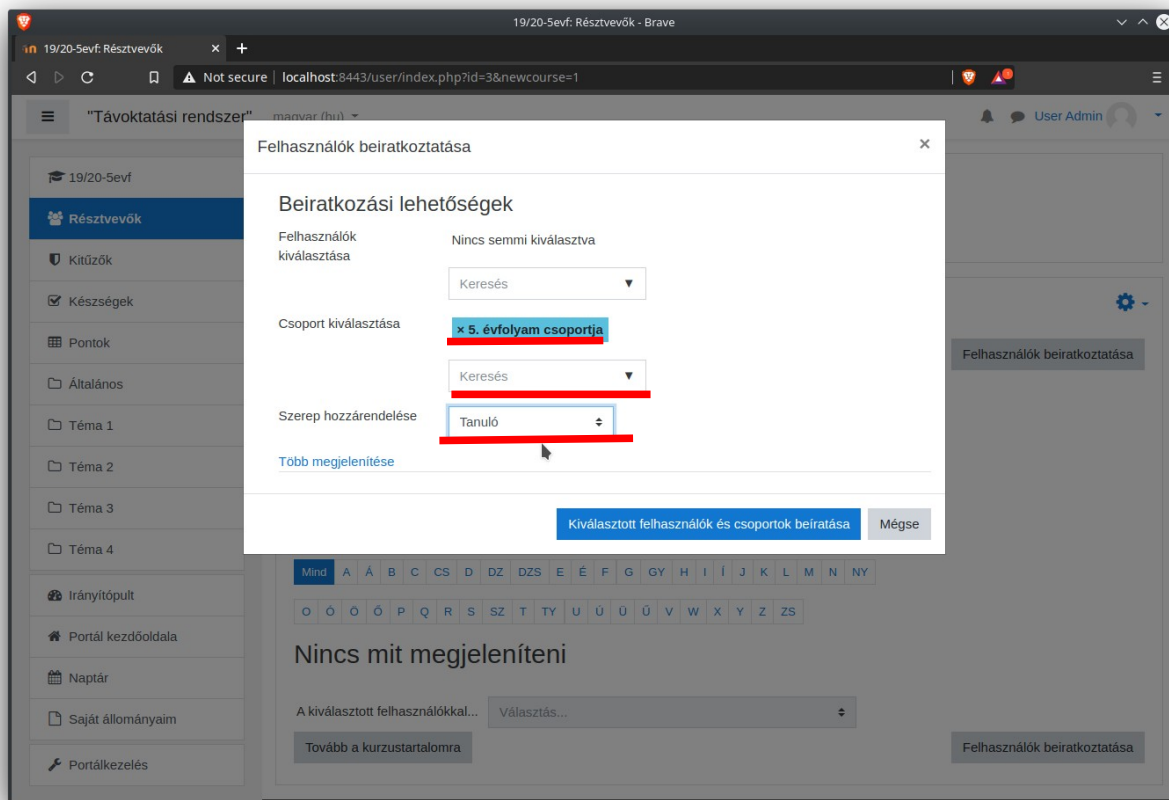 19/20-5evf: Résztvevők - Brave
19/20-5evf: Résztvevők × +
Not secure | localhost:8443/user/index.php?id=3&newcourse=1
"Távoktatási rendszer" magyar (hu) User Admin
Felhasználók beiratkoztatása ×
19/20-5evf
Résztvevők
Kitűzők
Készségek
Pontok
Általános
Téma 1
Téma 2
Téma 3
Téma 4
Irányítópult
Portál kezdőoldala
Naptár
Saját állományaim
Portálkezelés
Beiratkozási lehetőségek
Felhasználók kiválasztása
Nincs semmi kiválasztva
Keresés ▼
Csoport kiválasztása
× 5. évfolyam csoportja
Keresés ▼
Szerep hozzárendelése
Tanuló
Több megjelenítése
Kiválasztott felhasználók és csoportok beíratása Mégse
Felhasználók beiratkoztatása
Mind A Á B C CS D DZ DZS E É F G GY H I Í J K L M N NY
O Ó Ö Ő P Q R S SZ T TY U Ú Ü Ű V W X Y Z ZS
Nincs mit megjeleníteni
A kiválasztott felhasználókkal... Választás...
Tovább a kurzustartalomra
Felhasználók beiratkoztatása